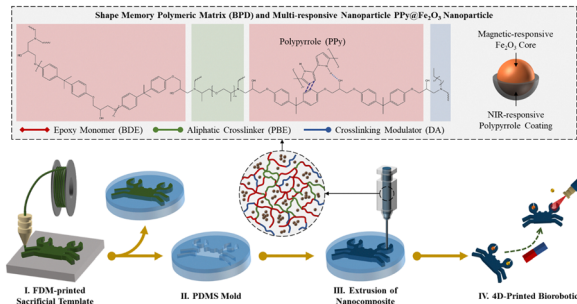 Shape Memory Polymeric Matrix (BPD) and Multi-responsive Nanoparticle PPy@Fe₂O₃ Nanoparticle
Polypyrrole (PPy)
Magnetic-responsive
Fe₂O₃ Core
NIR-responsive
Polypyrrole Coating
Epoxy Monomer (BDE)
Aliphatic Crosslinker (PBE)
Crosslinking Modulator (DA)
I. FDM-printed
Sacrificial Template
II. PDMS Mold
III. Extrusion of
Nanocomposite
IV. 4D-Printed Biorobotic